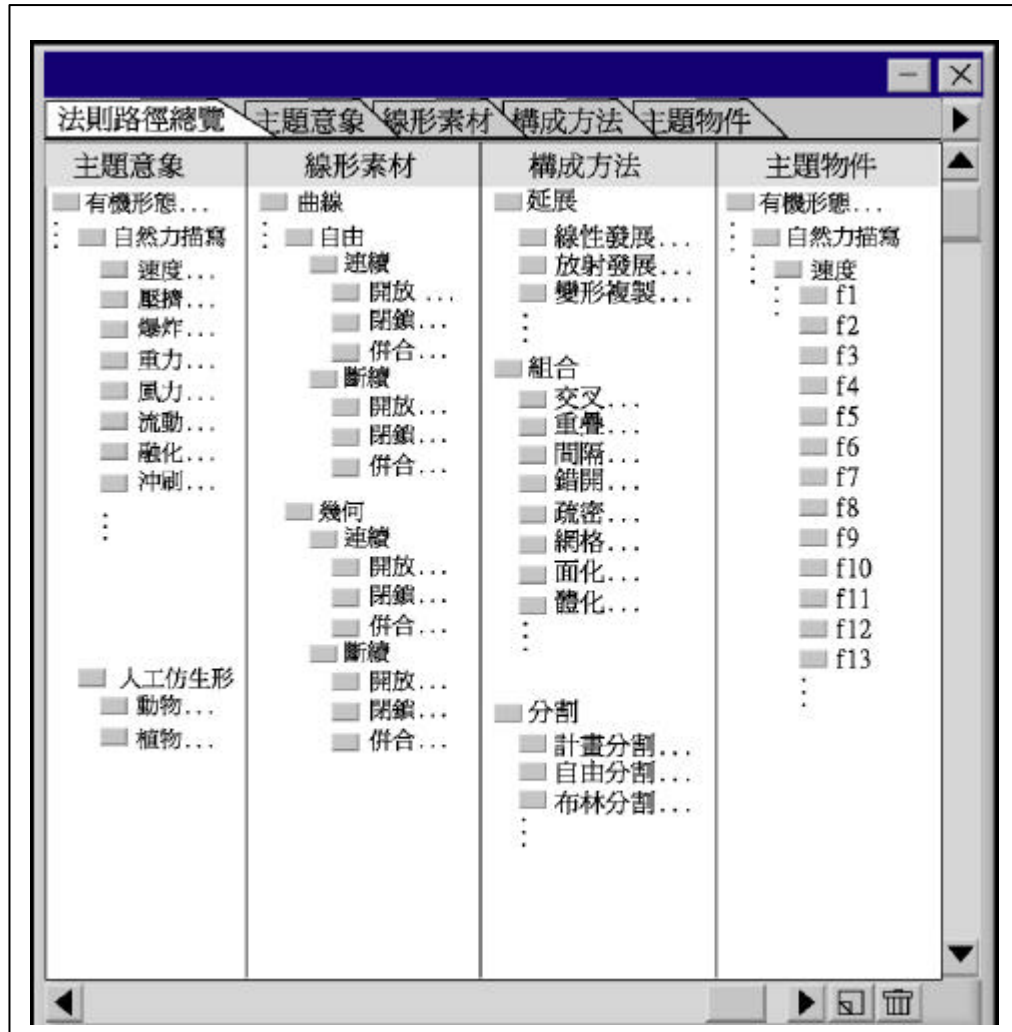 法則路徑總覽 主題意象 線形素材 構成方法 主題物件
主題意象
有機形態...
自然力描寫
速度...
壓擠...
爆炸...
重力...
風力...
流動...
融化...
沖刷...
人工仿生形
動物...
植物...
線形素材
曲線
自由
連續
開放 ...
閉鎖...
併合...
斷續
開放...
閉鎖...
併合...
幾何
連續
開放...
閉鎖...
併合...
斷續
開放...
閉鎖...
併合...
構成方法
延展
線性發展...
放射發展...
變形複製...
組合
交叉...
重疊...
間隔...
錯開...
疏密...
網格...
面化...
體化...
分割
計畫分割...
自由分割...
布林分割...
主題物件
有機形態...
自然力描寫
速度
f1
f2
f3
f4
f5
f6
f7
f8
f9
f10
f11
f12
f13